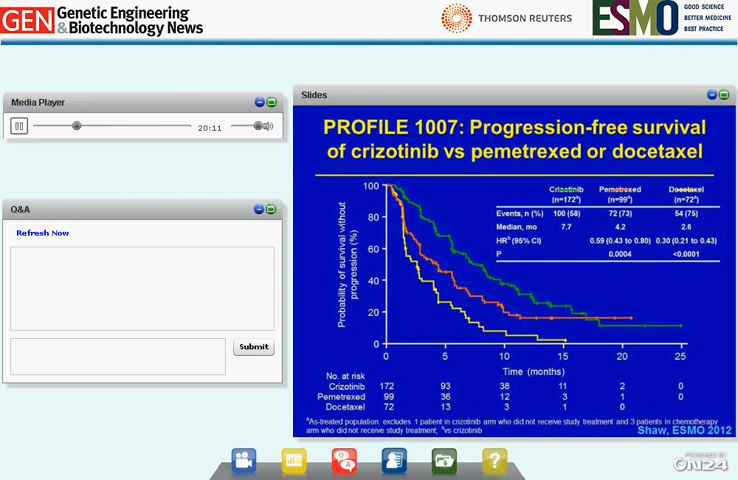 GEN Genetic Engineering
& Biotechnology News
THOMSON REUTERS
ESMO
GOOD SCIENCE
BETTER MEDICINE
BEST PRACTICE
Media Player
20:11
Q&A
Refresh Now
Submit
Slides
PROFILE 1007: Progression-free survival
of crizotinib vs pemetrexed or docetaxel
Probability of survival without
progression (%)
100
80
60
40
20
0
0 5 10 15 20 25
Time (months)
Crizotinib Pemetrexed Docetaxel
(n=172ª) (n=99ª) (n=72ª)
Events, n (%) 100 (58) 72 (73) 54 (75)
Median, mo 7.7 4.2 2.6
HRᵇ (95% CI) 0.59 (0.43 to 0.80) 0.30 (0.21 to 0.43)
P 0.0004 <0.0001
No. at risk
Crizotinib 172 93 38 11 2 0
Pemetrexed 99 36 12 3 1 0
Docetaxel 72 13 3 1 0
ªAs-treated population: excludes 1 patient in crizotinib arm who did not receive study treatment and 3 patients in chemotherapy
arm who did not receive study treatment; ᵇvs crizotinib
Shaw, ESMO 2012
Q A
?
POWERED BY
ON24